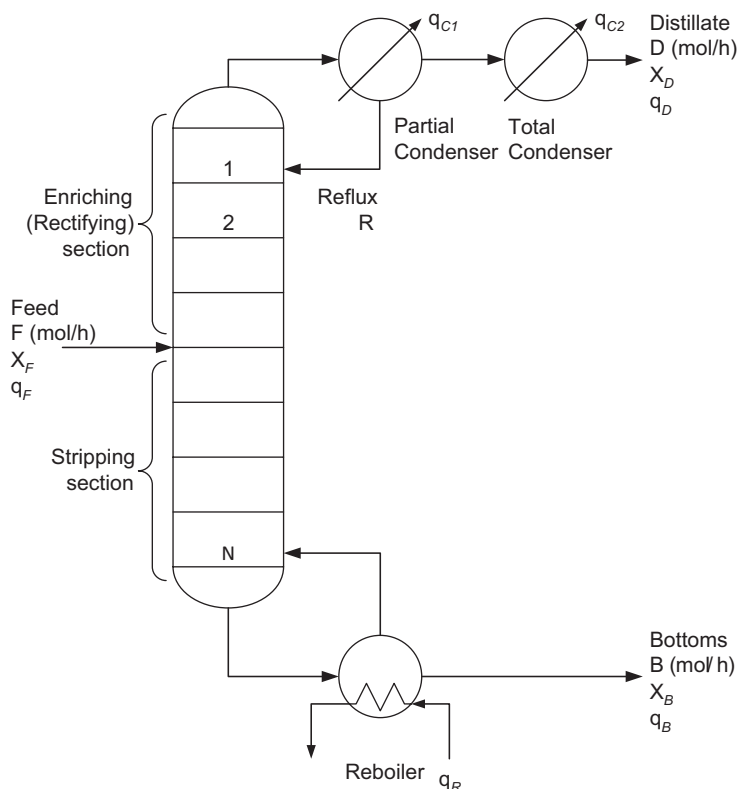 q_C1
q_C2
Distillate
D (mol/h)
X_D
q_D
Partial
Condenser
Total
Condenser
1
Reflux
R
2
Enriching
(Rectifying)
section
Feed
F (mol/h)
X_F
q_F
Stripping
section
N
Bottoms
B (mol/h)
X_B
q_B
Reboiler
q_R